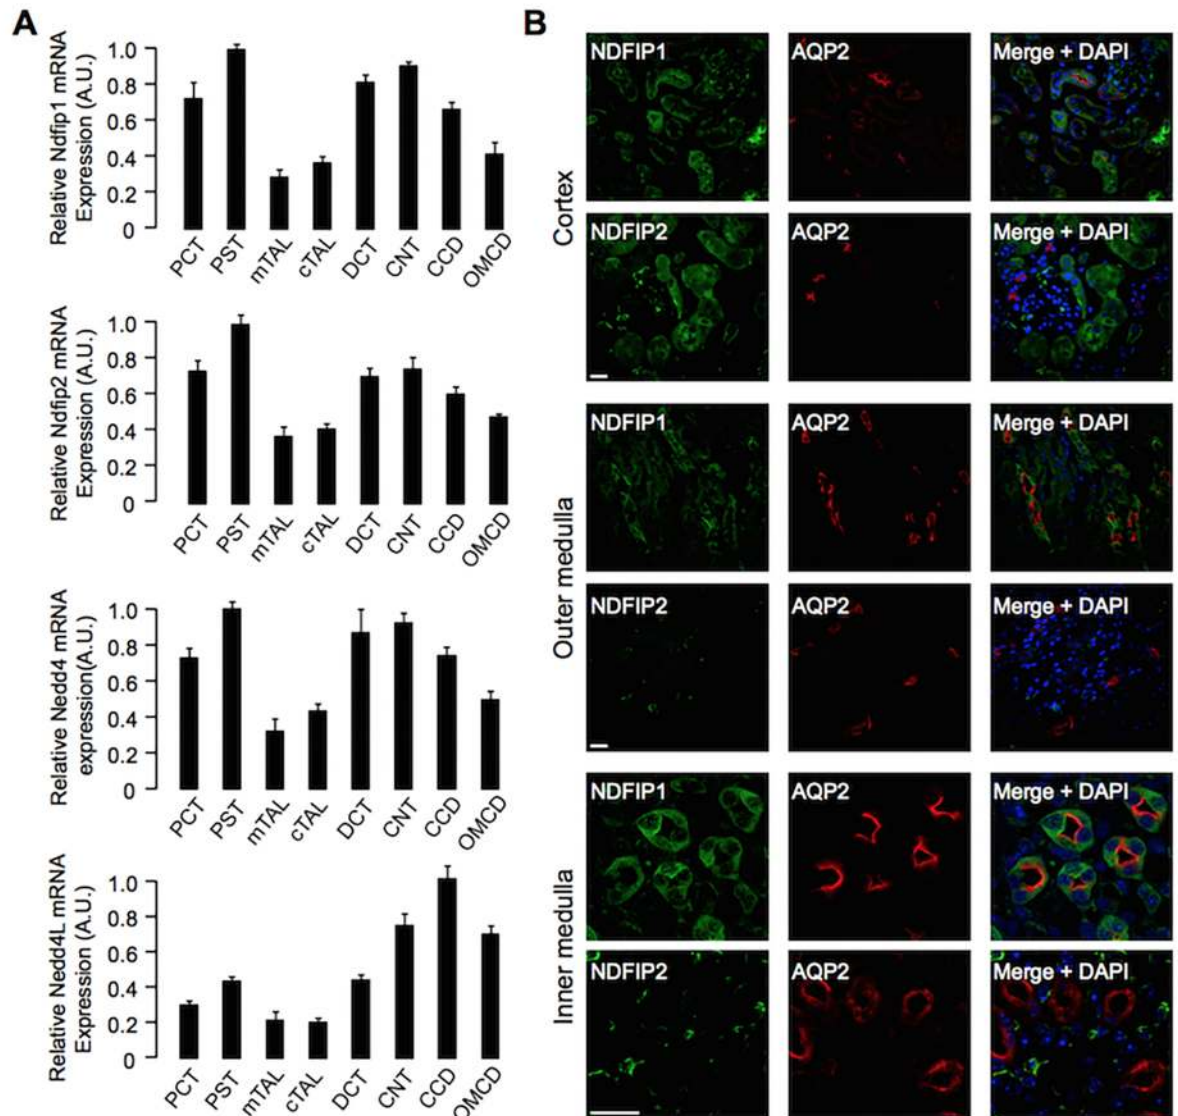 A
Relative Ndfip1 mRNA
Expression (A.U.)
1.0
0.8
0.6
0.4
0.2
0
PCT PST mTAL cTAL DCT CNT CCD OMCD
Relative Ndfip2 mRNA
Expression (A.U.)
1.0
0.8
0.6
0.4
0.2
0
PCT PST mTAL cTAL DCT CNT CCD OMCD
Relative Nedd4 mRNA
expression(A.U.)
1.0
0.8
0.6
0.4
0.2
0
PCT PST mTAL cTAL DCT CNT CCD OMCD
Relative Nedd4L mRNA
Expression (A.U.)
1.0
0.8
0.6
0.4
0.2
0
PCT PST mTAL cTAL DCT CNT CCD OMCD
B
Cortex
NDFIP1 AQP2 Merge + DAPI
NDFIP2 AQP2 Merge + DAPI
Outer medulla
NDFIP1 AQP2 Merge + DAPI
NDFIP2 AQP2 Merge + DAPI
Inner medulla
NDFIP1 AQP2 Merge + DAPI
NDFIP2 AQP2 Merge + DAPI